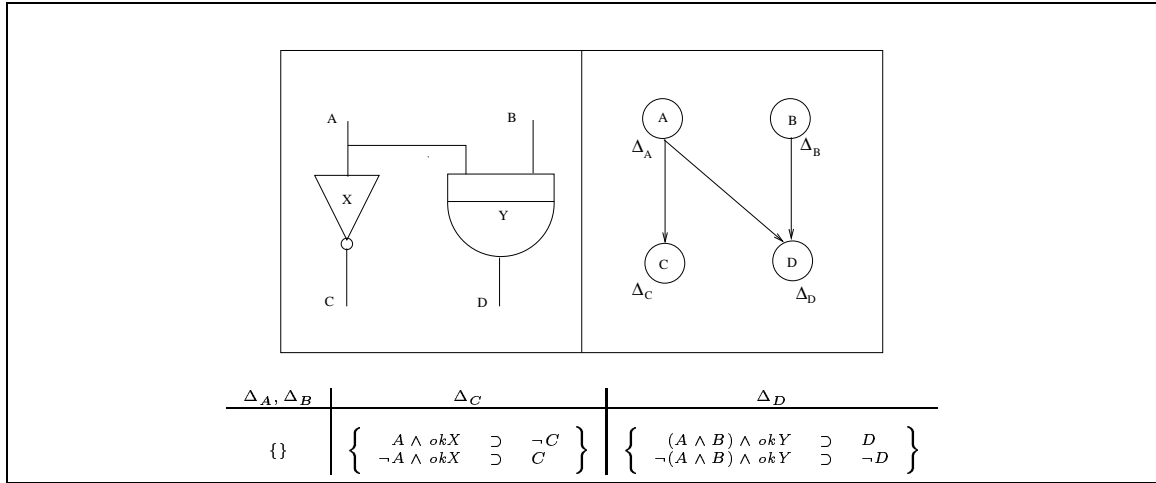 A B
X
Y
C D
A B
Δ_A Δ_B
C D
Δ_C Δ_D
Δ_A, Δ_B Δ_C Δ_D
{} { A ∧ okX ⊃ ¬C } { (A ∧ B) ∧ okY ⊃ D }
¬A ∧ okX ⊃ C ¬(A ∧ B) ∧ okY ⊃ ¬D